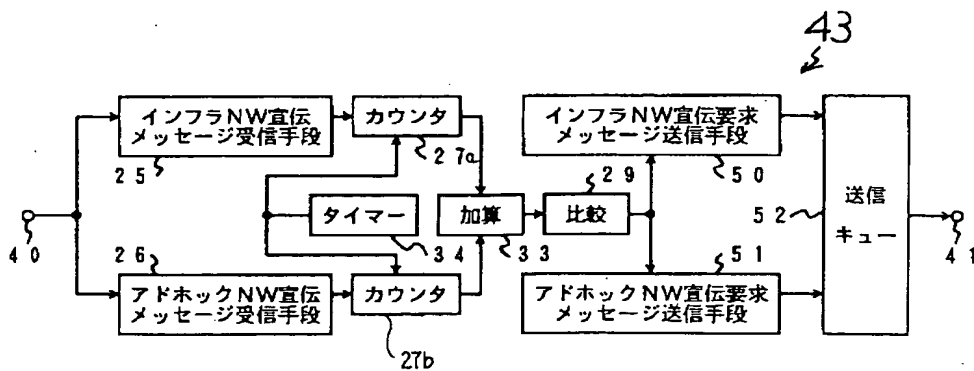 43
インフラNW宣伝
メッセージ受信手段
カウンタ
インフラNW宣伝要求
メッセージ送信手段
25
27a
29
50
タイマー
加算
比較
52
送信
キュー
40
34
33
41
26
51
アドホックNW宣伝
メッセージ受信手段
カウンタ
アドホックNW宣伝要求
メッセージ送信手段
27b